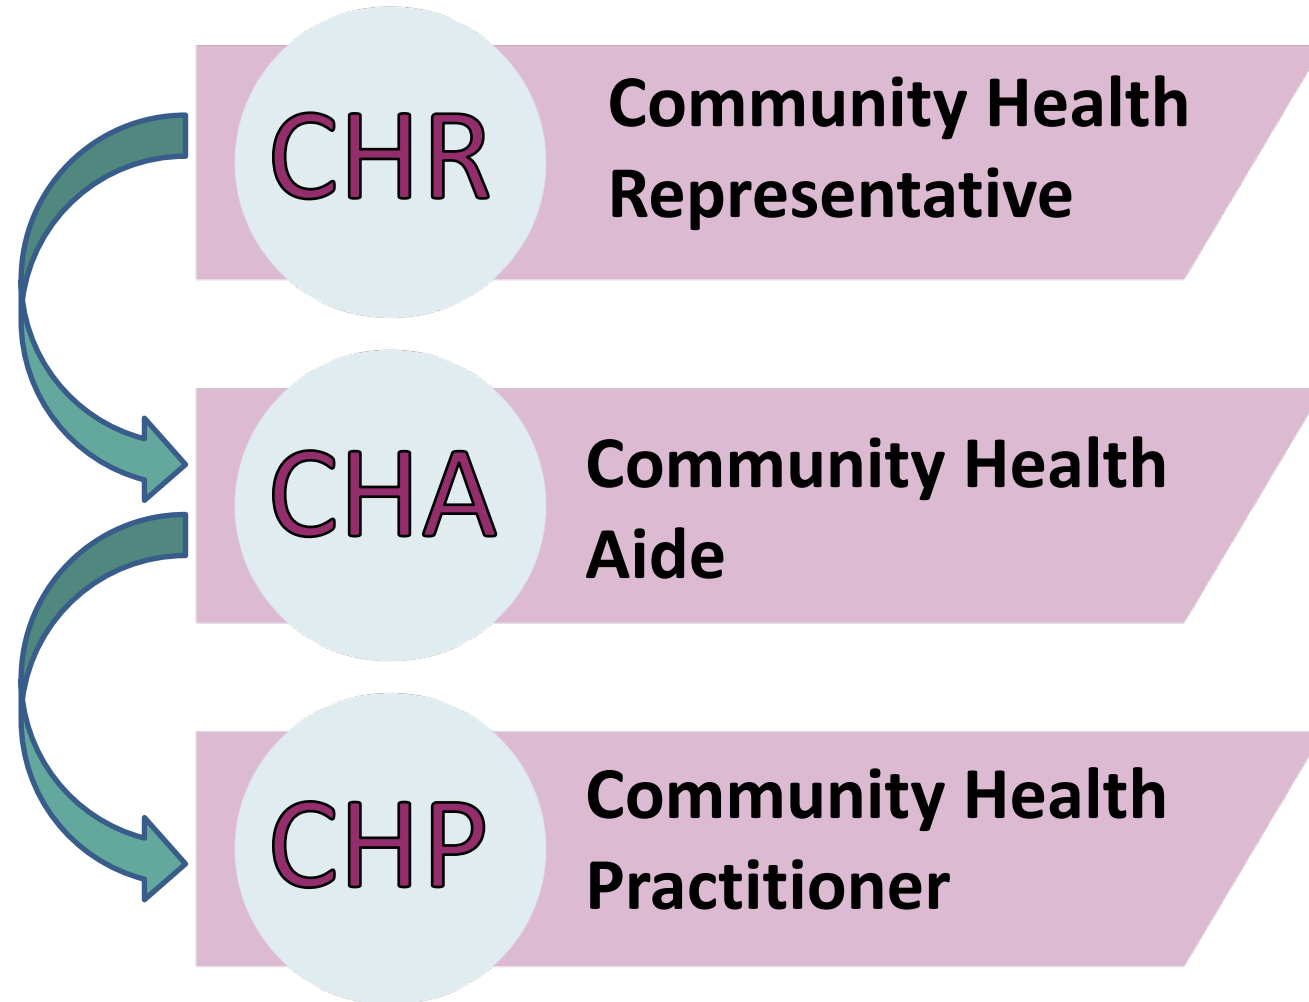 CHR
Community Health
Representative
CHA
Community Health
Aide
CHP
Community Health
Practitioner